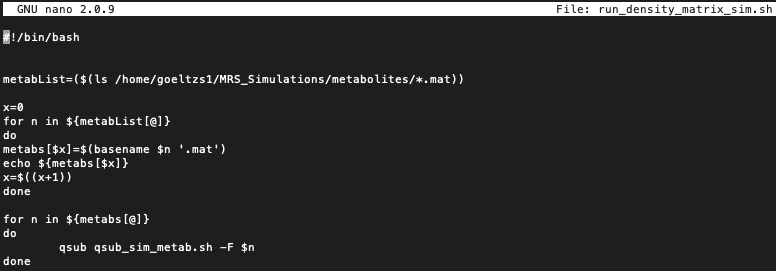 GNU nano 2.0.9 File: run_density_matrix_sim.sh
#!/bin/bash
metabList=($(ls /home/goeltzs1/MRS_Simulations/metabolites/*.mat))
x=0
for n in ${metabList[@]}
do
metabs[$x]=$(basename $n '.mat')
echo ${metabs[$x]}
x=$((x+1))
done
for n in ${metabs[@]}
do
qsub qsub_sim_metab.sh -F $n
done